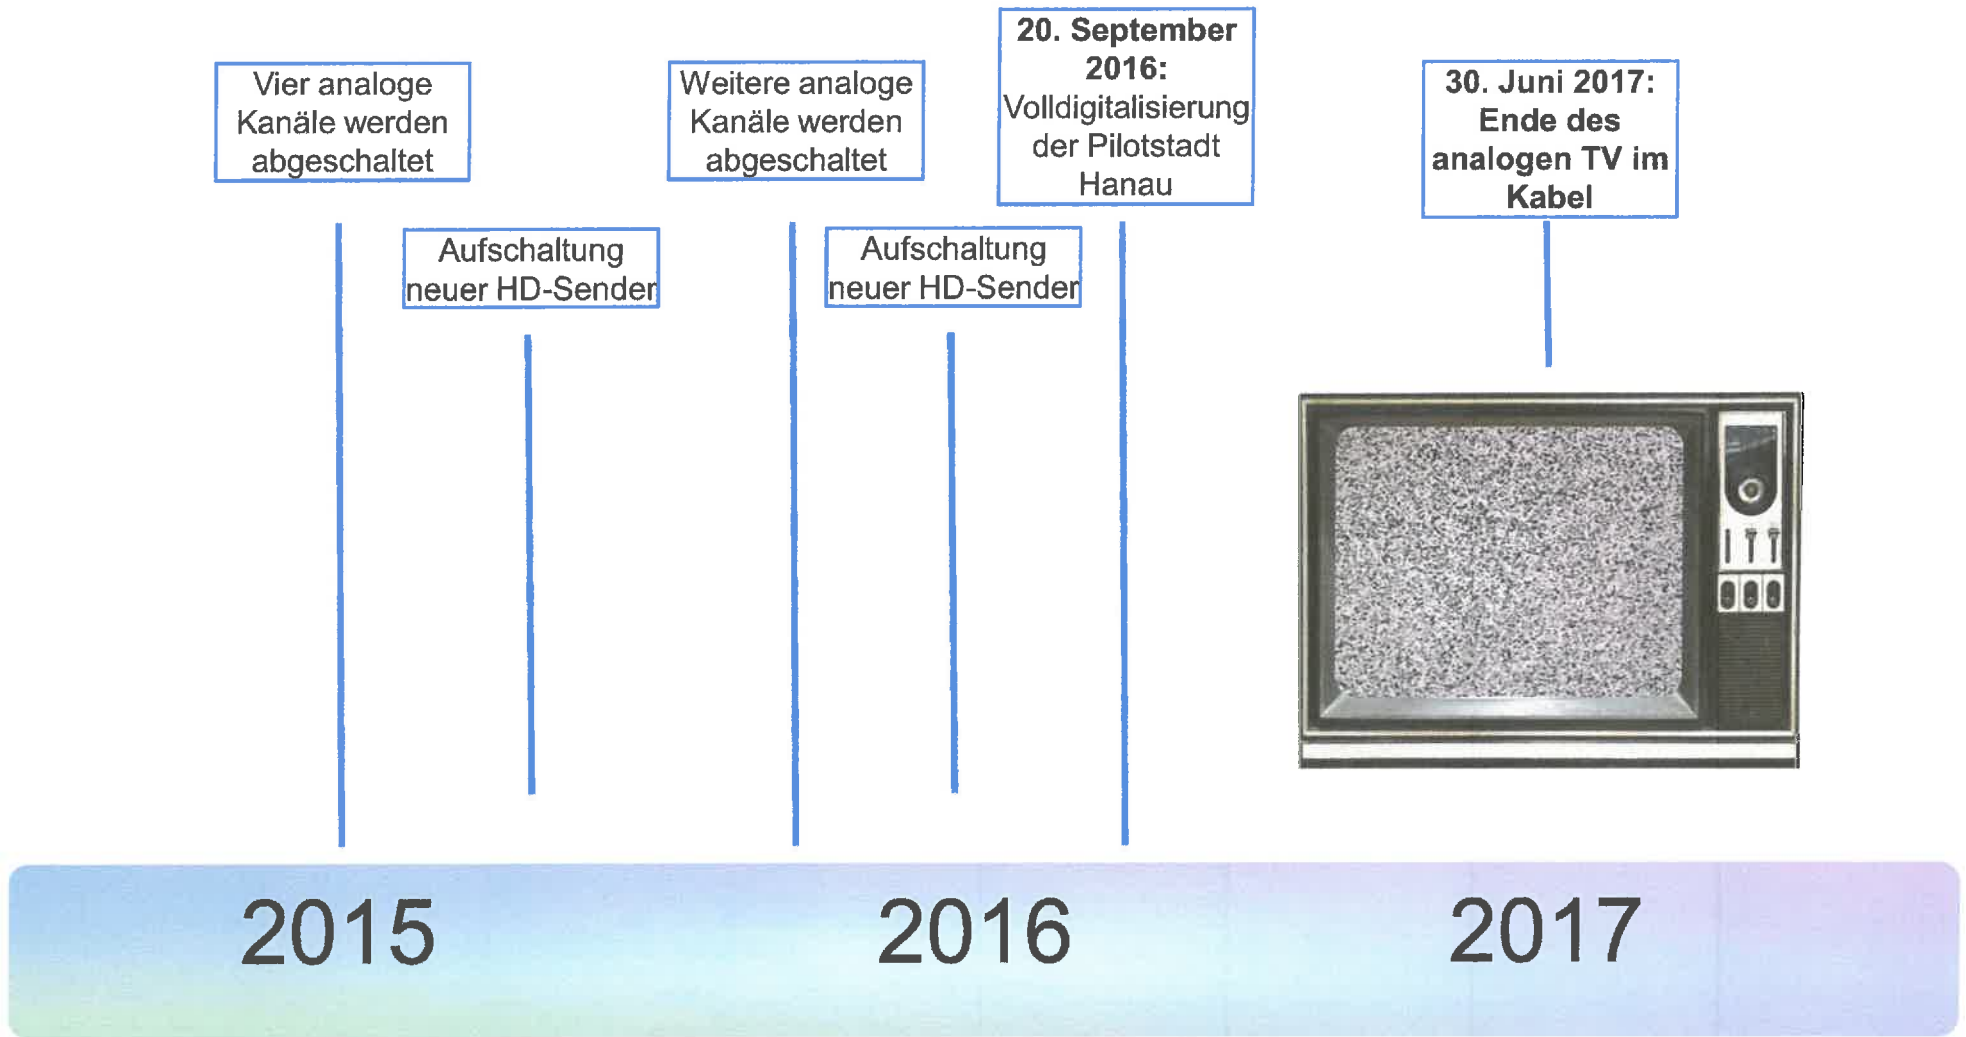 Vier analoge
Kanäle werden
abgeschaltet
Aufschaltung
neuer HD-Sender
Weitere analoge
Kanäle werden
abgeschaltet
Aufschaltung
neuer HD-Sender
20. September
2016:
Volldigitalisierung
der Pilotstadt
Hanau
30. Juni 2017:
Ende des
analogen TV im
Kabel
2015
2016
2017